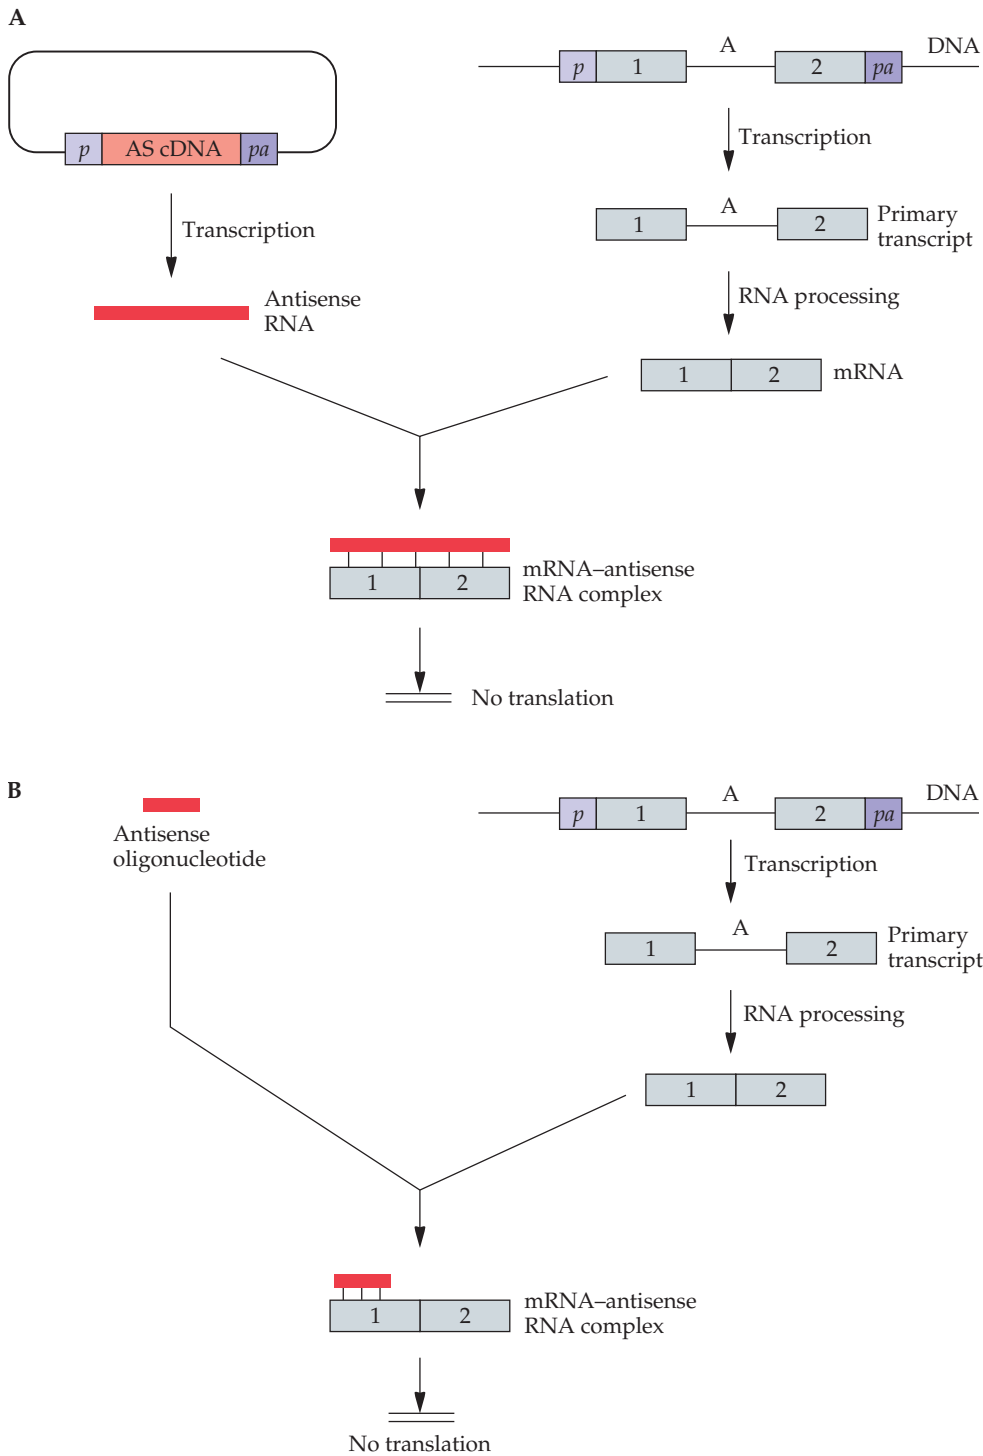 A
p AS cDNA pa
Transcription
Antisense
RNA
A DNA
p 1 2 pa
Transcription
A
1 2 Primary
transcript
RNA processing
1 2 mRNA
1 2 mRNA–antisense
RNA complex
No translation
B
Antisense
oligonucleotide
A DNA
p 1 2 pa
Transcription
A
1 2 Primary
transcript
RNA processing
1 2
1 2 mRNA–antisense
RNA complex
No translation